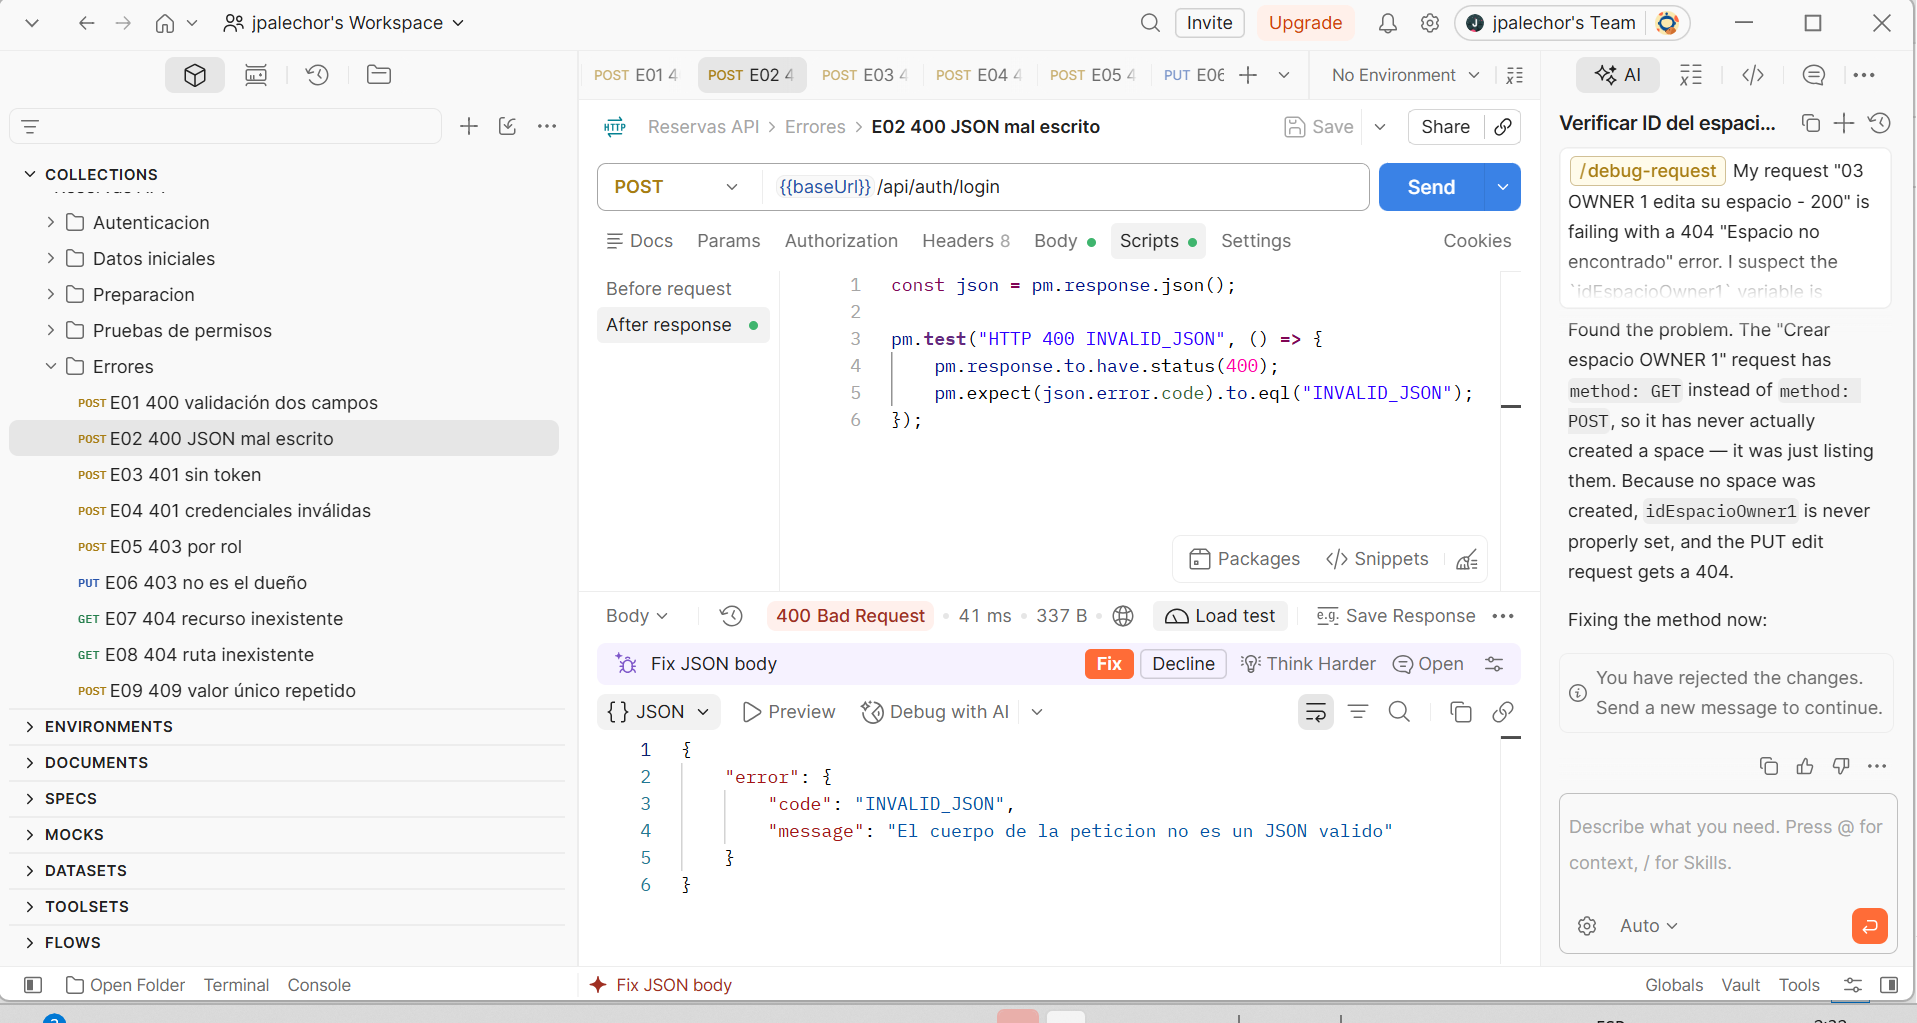 jpalechor's Workspace
Invite
Upgrade
J
jpalechor's Team
COLLECTIONS
Autenticacion
Datos iniciales
Preparacion
Pruebas de permisos
Errores
POST E01 400 validación dos campos
POST E02 400 JSON mal escrito
POST E03 401 sin token
POST E04 401 credenciales inválidas
POST E05 403 por rol
PUT E06 403 no es el dueño
GET E07 404 recurso inexistente
GET E08 404 ruta inexistente
POST E09 409 valor único repetido
ENVIRONMENTS
DOCUMENTS
SPECS
MOCKS
DATASETS
TOOLSETS
FLOWS
POST E01 4
POST E02 4
POST E03 4
POST E04 4
POST E05 4
PUT E06
No Environment
HTTP
Reservas API > Errores > E02 400 JSON mal escrito
Save
Share
POST
{{baseUrl}} /api/auth/login
Send
Docs
Params
Authorization
Headers 8
Body
Scripts
Settings
Cookies
Before request
After response
1 const json = pm.response.json();
2
3 pm.test("HTTP 400 INVALID_JSON", () => {
4 pm.response.to.have.status(400);
5 pm.expect(json.error.code).to.eql("INVALID_JSON");
6 });
Packages
</> Snippets
Body
400 Bad Request
41 ms
337 B
Load test
e.g. Save Response
Fix JSON body
Fix
Decline
Think Harder
Open
{} JSON
Preview
Debug with AI
1 {
2 "error": {
3 "code": "INVALID_JSON",
4 "message": "El cuerpo de la peticion no es un JSON valido"
5 }
6 }
AI
Verificar ID del espaci...
/debug-request My request "03
OWNER 1 edita su espacio - 200" is
failing with a 404 "Espacio no
encontrado" error. I suspect the
`idEspacioOwner1` variable is
Found the problem. The "Crear
espacio OWNER 1" request has
method: GET instead of method:
POST, so it has never actually
created a space — it was just listing
them. Because no space was
created, idEspacioOwner1 is never
properly set, and the PUT edit
request gets a 404.
Fixing the method now:
You have rejected the changes.
Send a new message to continue.
Describe what you need. Press @ for
context, / for Skills.
Auto
Open Folder
Terminal
Console
Fix JSON body
Globals
Vault
Tools